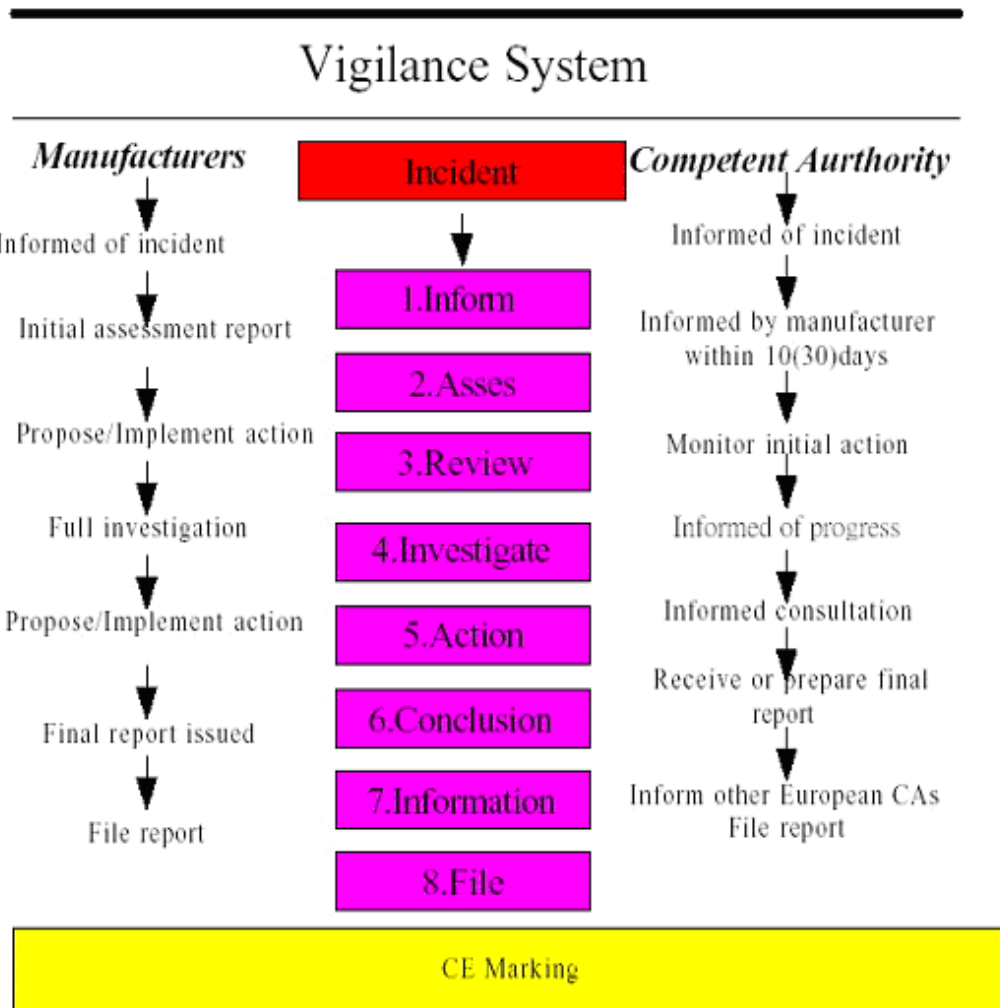 Vigilance System
Manufacturers
Informed of incident
Initial assessment report
Propose/Implement action
Full investigation
Propose/Implement action
Final report issued
File report
Incident
1.Inform
2.Asses
3.Review
4.Investigate
5.Action
6.Conclusion
7.Information
8.File
Competent Aurthority
Informed of incident
Informed by manufacturer
within 10(30)days
Monitor initial action
Informed of progress
Informed consultation
Receive or prepare final
report
Inform other European CAs
File report
CE Marking